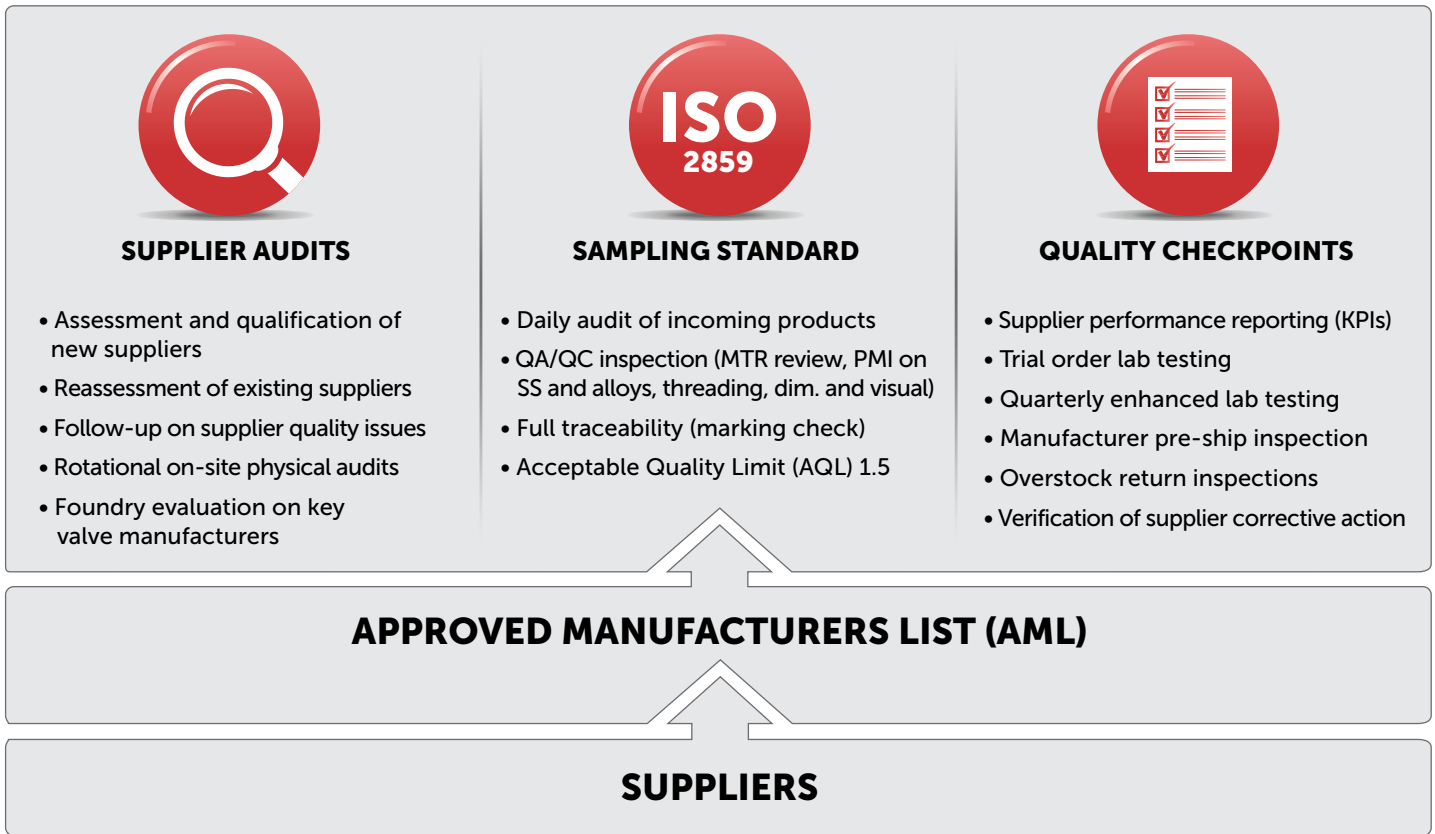 ISO
2859
SUPPLIER AUDITS
• Assessment and qualification of
new suppliers
• Reassessment of existing suppliers
• Follow-up on supplier quality issues
• Rotational on-site physical audits
• Foundry evaluation on key
valve manufacturers
SAMPLING STANDARD
• Daily audit of incoming products
• QA/QC inspection (MTR review, PMI on
SS and alloys, threading, dim. and visual)
• Full traceability (marking check)
• Acceptable Quality Limit (AQL) 1.5
QUALITY CHECKPOINTS
• Supplier performance reporting (KPIs)
• Trial order lab testing
• Quarterly enhanced lab testing
• Manufacturer pre-ship inspection
• Overstock return inspections
• Verification of supplier corrective action
APPROVED MANUFACTURERS LIST (AML)
SUPPLIERS